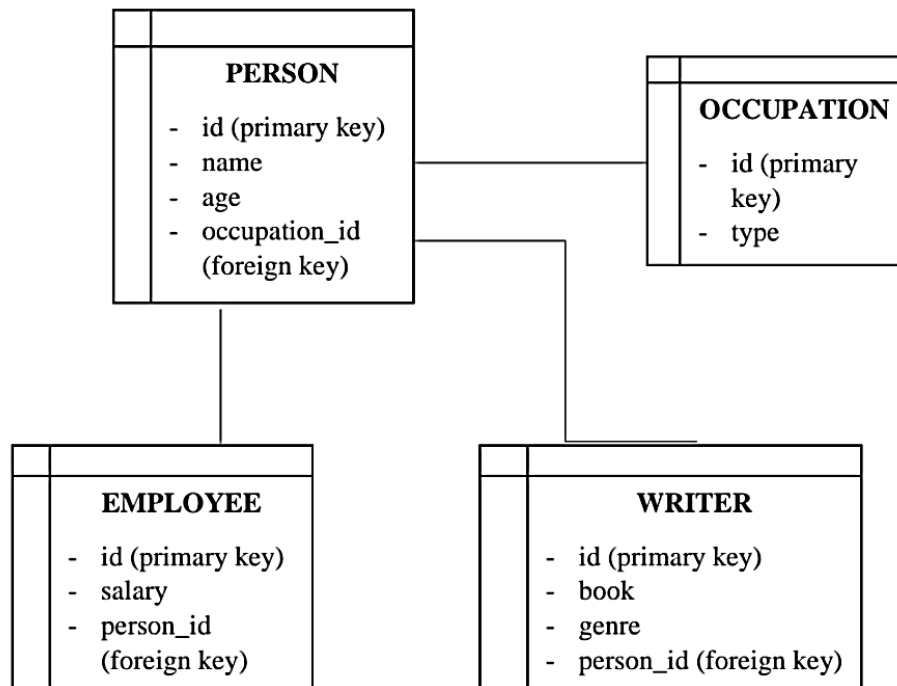 PERSON
- id (primary key)
- name
- age
- occupation_id
(foreign key)
OCCUPATION
- id (primary
key)
- type
EMPLOYEE
- id (primary key)
- salary
- person_id
(foreign key)
WRITER
- id (primary key)
- book
- genre
- person_id (foreign key)